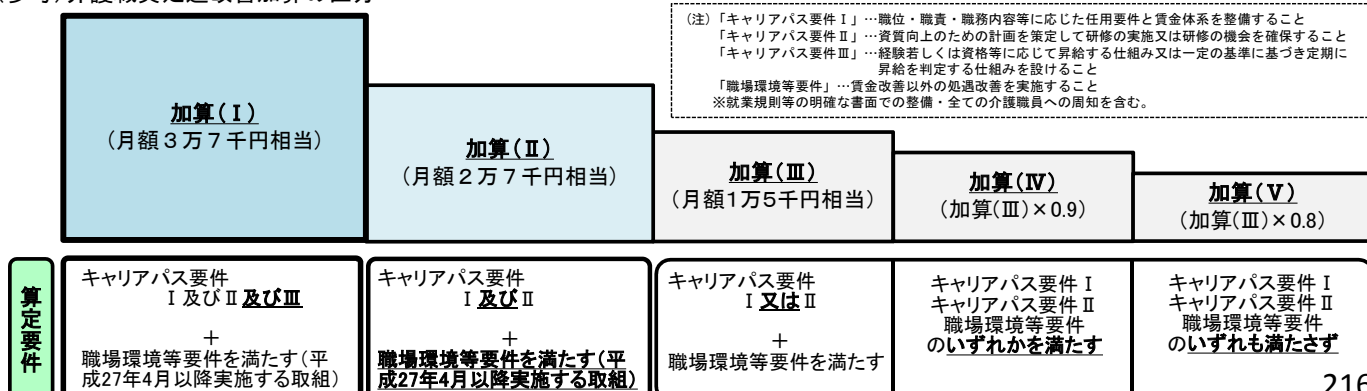 (注)「キャリアパス要件Ⅰ」…職位・職責・職務内容等に応じた任用要件と賃金体系を整備すること
「キャリアパス要件Ⅱ」…資質向上のための計画を策定して研修の実施又は研修の機会を確保すること
「キャリアパス要件Ⅲ」…経験若しくは資格等に応じて昇給する仕組み又は一定の基準に基づき定期に
昇給を判定する仕組みを設けること
「職場環境等要件」…賃金改善以外の処遇改善を実施すること
※就業規則等の明確な書面での整備・全ての介護職員への周知を含む。
加算(Ⅰ)
(月額3万7千円相当)
加算(Ⅱ)
(月額2万7千円相当)
加算(Ⅲ)
(月額1万5千円相当)
加算(Ⅳ)
(加算(Ⅲ)×0.9)
加算(Ⅴ)
(加算(Ⅲ)×0.8)
算定要件
キャリアパス要件
Ⅰ及びⅡ及びⅢ
+
職場環境等要件を満たす(平
成27年4月以降実施する取組)
キャリアパス要件
Ⅰ及びⅡ
+
職場環境等要件を満たす(平
成27年4月以降実施する取組)
キャリアパス要件
Ⅰ又はⅡ
+
職場環境等要件を満たす
キャリアパス要件Ⅰ
キャリアパス要件Ⅱ
職場環境等要件
のいずれかを満たす
キャリアパス要件Ⅰ
キャリアパス要件Ⅱ
職場環境等要件
のいずれも満たさず
216